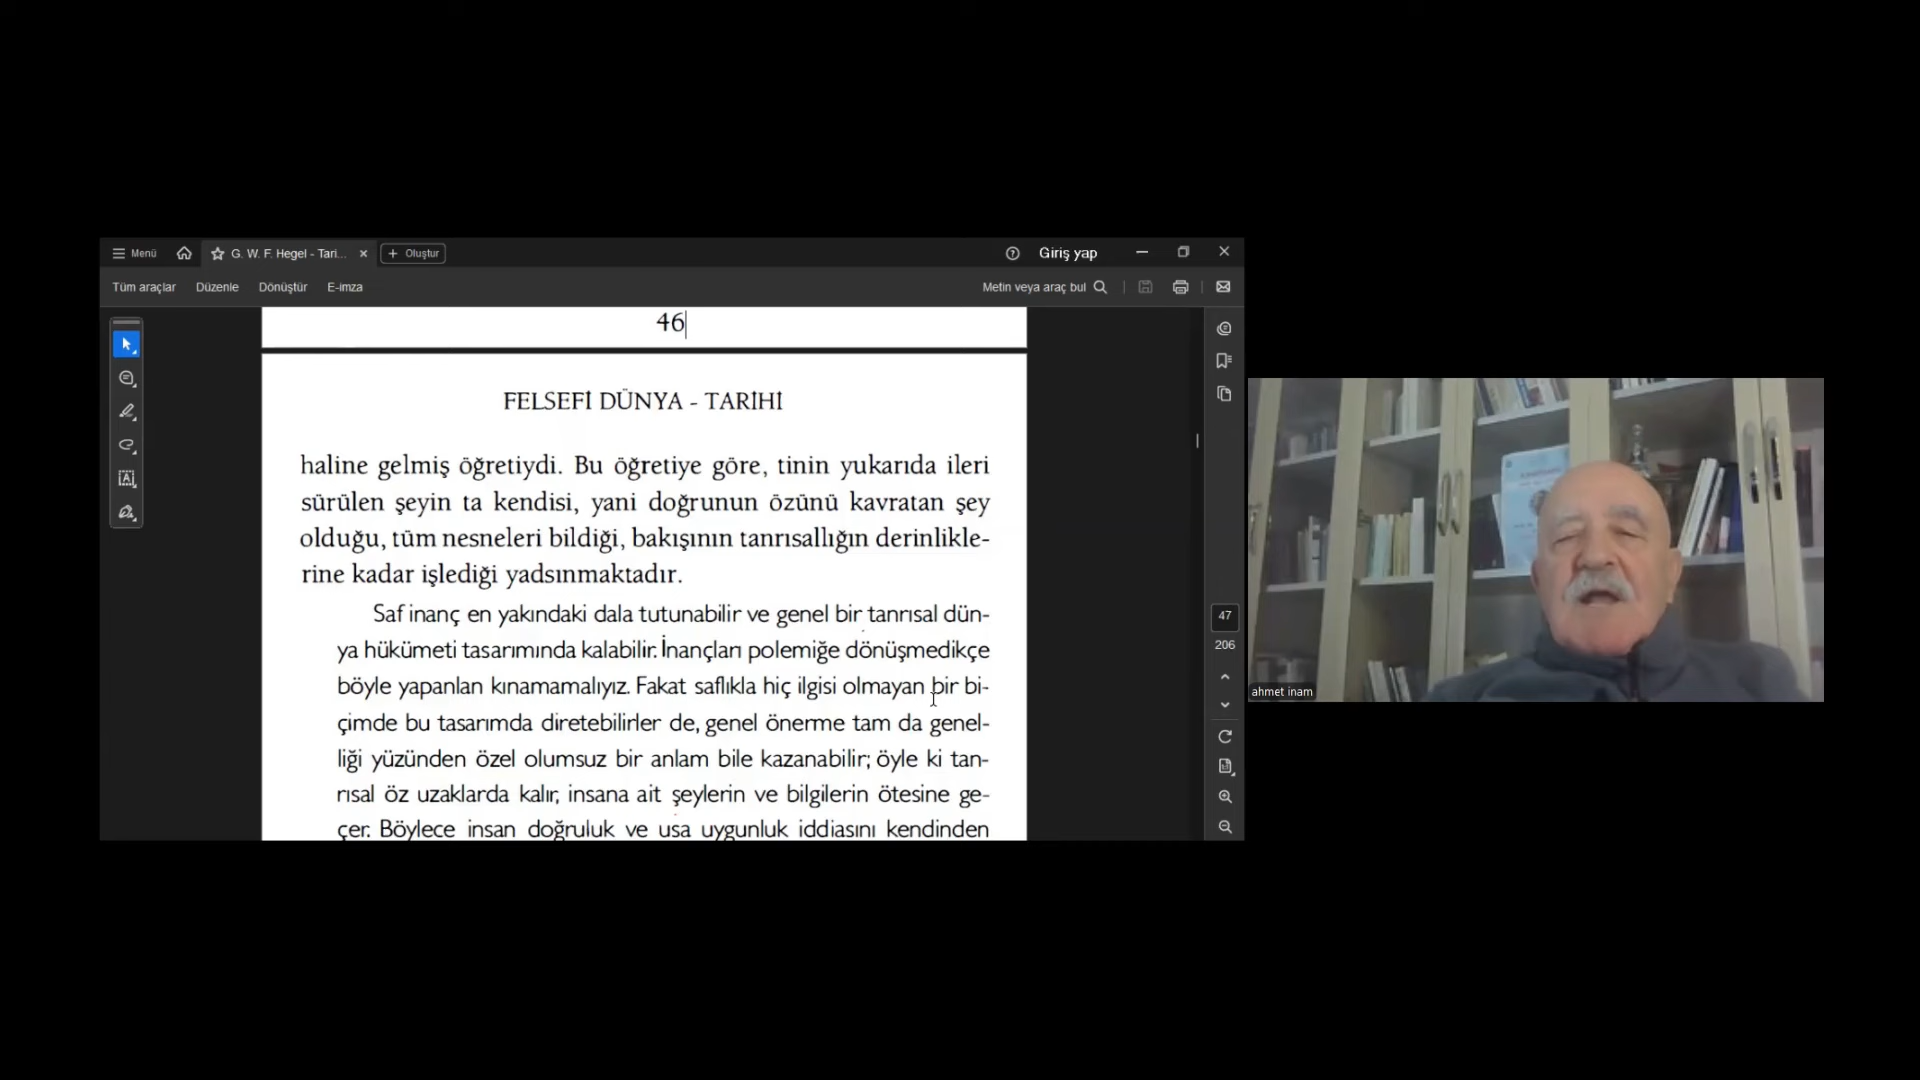 Menü
G. W. F. Hegel - Tari...
Oluştur
Giriş yap
Tüm araçlar
Düzenle
Dönüştür
E-imza
Metin veya araç bul
46
FELSEFİ DÜNYA - TARİHİ
haline gelmiş öğretiydi. Bu öğretiye göre, tinin yukarıda ileri
sürülen şeyin ta kendisi, yani doğrunun özünü kavratan şey
olduğu, tüm nesneleri bildiği, bakışının tanrısallığın derinlikle-
rine kadar işlediği yadsınmaktadır.
Saf inanç en yakındaki dala tutunabilir ve genel bir tanrısal dün-
ya hükümeti tasarımında kalabilir. İnançları polemiğe dönüşmedikçe
böyle yapanları kınamamalıyız. Fakat saflıkla hiç ilgisi olmayan bir bi-
çimde bu tasarımda diretebilirler de, genel önerme tam da genel-
liği yüzünden özel olumsuz bir anlam bile kazanabilir; öyle ki tan-
rısal öz uzaklarda kalır, insana ait şeylerin ve bilgilerin ötesine ge-
çer. Böylece insan doğruluk ve usa uygunluk iddiasını kendinden
47
206
ahmet inam